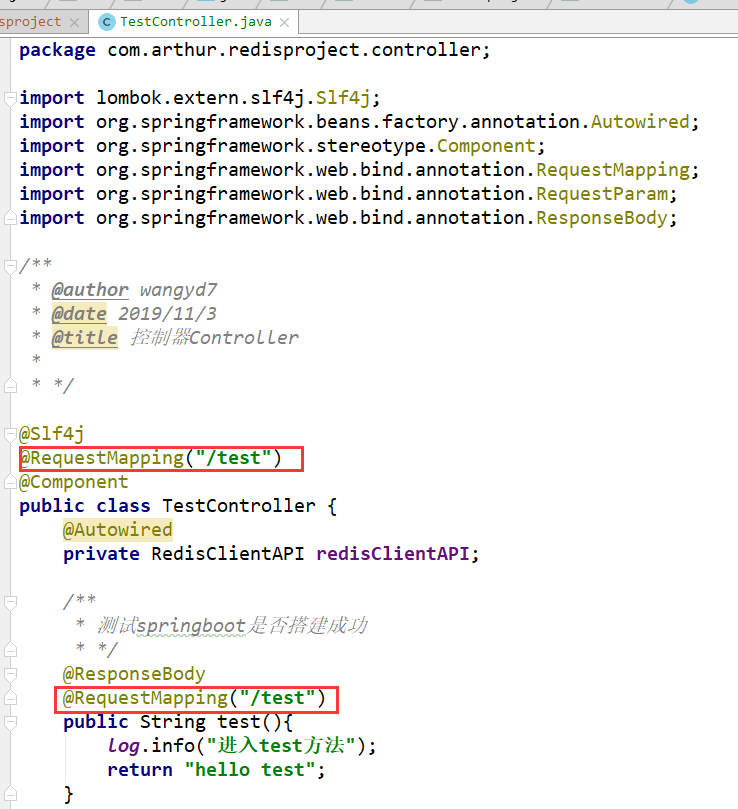 sproject × C TestController.java ×
package com.arthur.redisproject.controller;
import lombok.extern.slf4j.Slf4j;
import org.springframework.beans.factory.annotation.Autowired;
import org.springframework.stereotype.Component;
import org.springframework.web.bind.annotation.RequestMapping;
import org.springframework.web.bind.annotation.RequestParam;
import org.springframework.web.bind.annotation.ResponseBody;
/**
* @author wangyd7
* @date 2019/11/3
* @title 控制器Controller
*
* */
@Slf4j
@RequestMapping("/test")
@Component
public class TestController {
@Autowired
private RedisClientAPI redisClientAPI;
/**
* 测试springboot是否搭建成功
* */
@ResponseBody
@RequestMapping("/test")
public String test(){
log.info("进入test方法");
return "hello test";
}